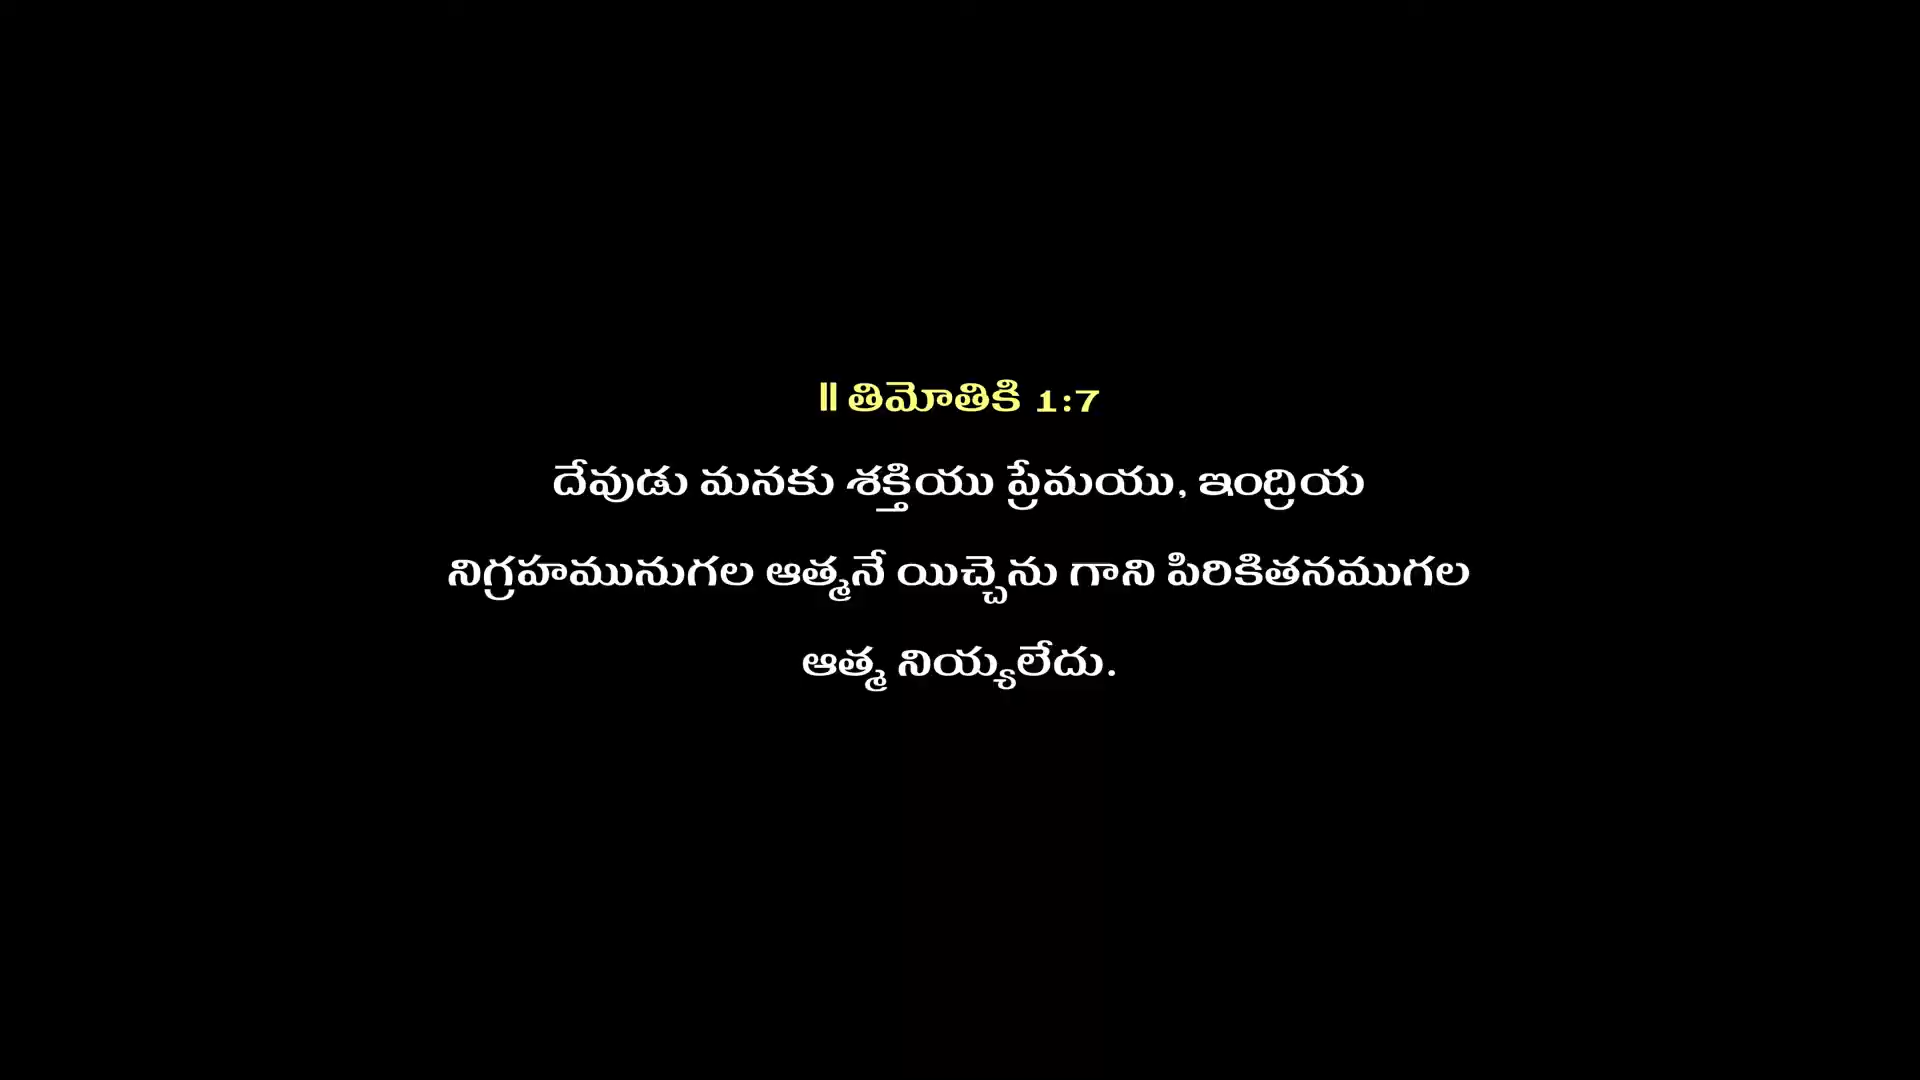 II తిమోతికి 1:7
దేవుడు మనకు శక్తియు ప్రేమయు, ఇంద్రియ
నిగ్రహమునుగల ఆత్మనే యిచ్చెను గాని పిరికితనముగల
ఆత్మ నియ్యలేదు.